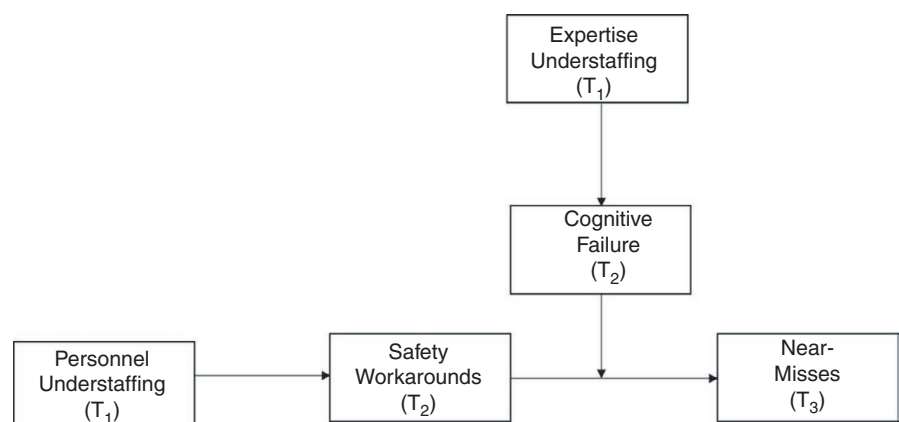 Expertise
Understaffing
(T₁)
Cognitive
Failure
(T₂)
Personnel
Understaffing
(T₁)
Safety
Workarounds
(T₂)
Near-
Misses
(T₃)